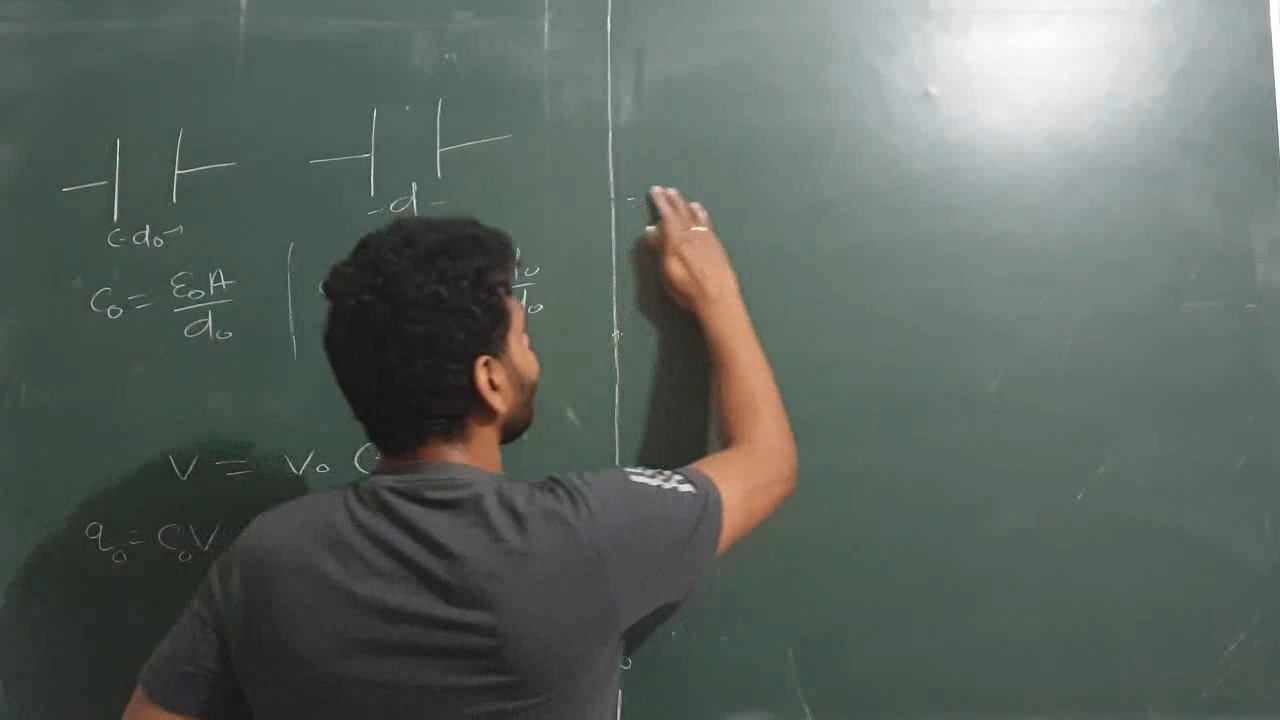 d
d₀
C₀ = ε₀A/d₀
V = V₀
q₀ = C₀V